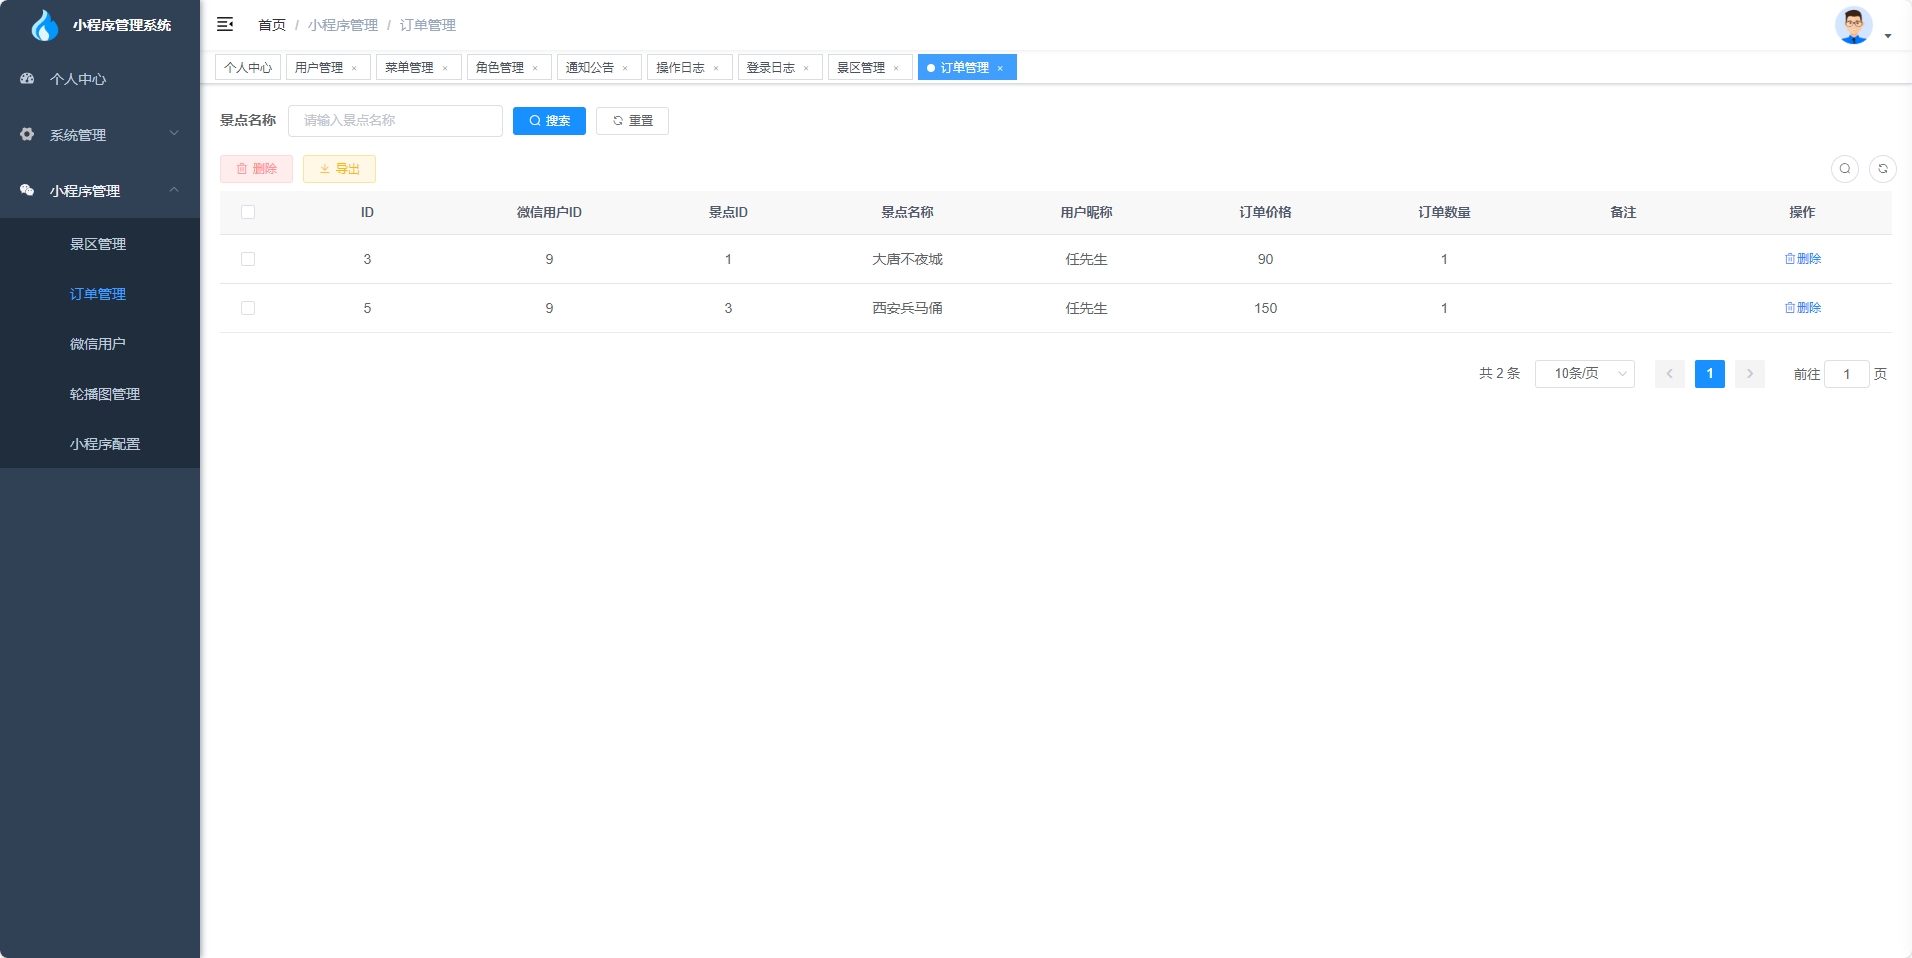 小程序管理系统
个人中心
系统管理
小程序管理
景区管理
订单管理
微信用户
轮播图管理
小程序配置
首页 / 小程序管理 / 订单管理
个人中心 用户管理 × 菜单管理 × 角色管理 × 通知公告 × 操作日志 × 登录日志 × 景区管理 × 订单管理 ×
景点名称 请输入景点名称 搜索 重置
删除 导出
ID 微信用户ID 景点ID 景点名称 用户昵称 订单价格 订单数量 备注 操作
3 9 1 大唐不夜城 任先生 90 1 删除
5 9 3 西安兵马俑 任先生 150 1 删除
共 2 条 10条/页 1 前往 1 页